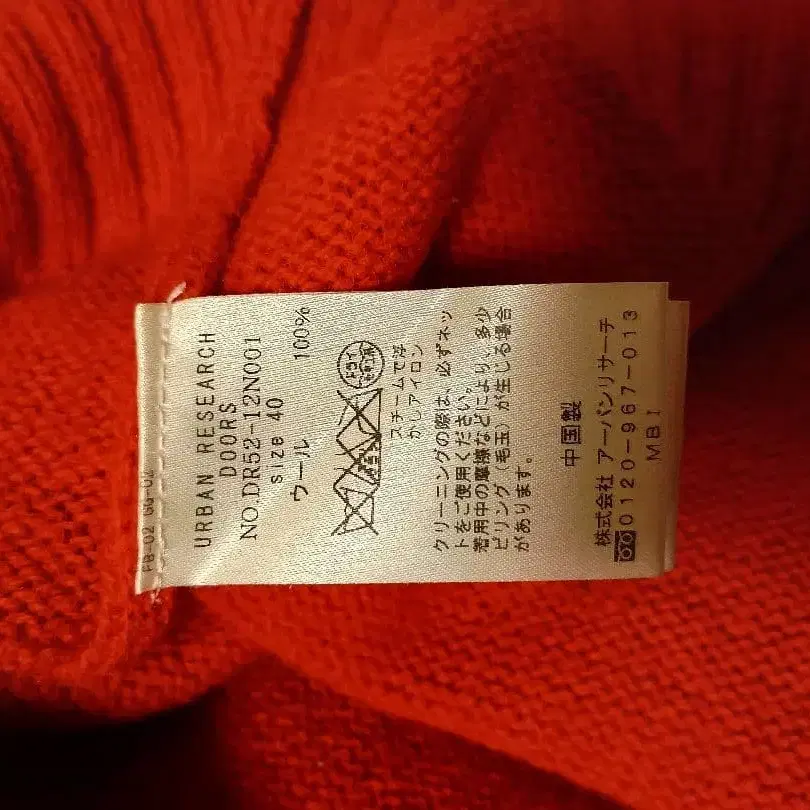 URBAN RESEARCH
DOORS
NO.DR52-12N001
size 40
ウール 100%
ドライ
スチームで浮
かしアイロン
クリーニングの際は、必ずネッ
トをご使用ください。
着用中の摩擦などにより、多少
ピリング（毛玉）が生じる場合
があります。
中国製
株式会社 アーバンリサーチ
0120-967-013
MBI